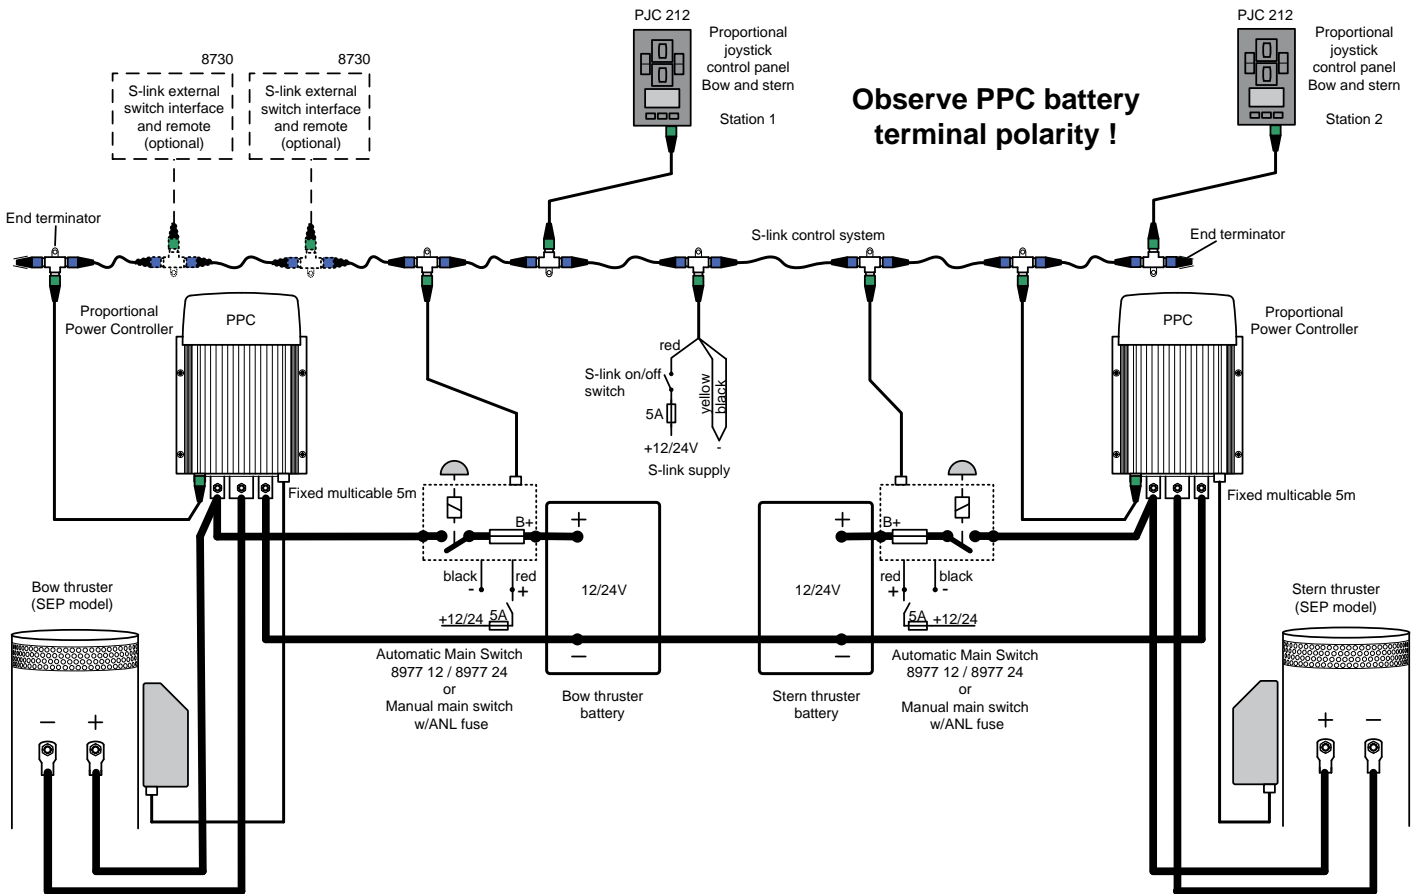 PJC 212
Proportional
joystick
control panel
Bow and stern
Station 1
PJC 212
Proportional
joystick
control panel
Bow and stern
Station 2
8730
S-link external
switch interface
and remote
(optional)
8730
S-link external
switch interface
and remote
(optional)
Observe PPC battery
terminal polarity !
End terminator
S-link control system
End terminator
Proportional
Power Controller
PPC
red
S-link on/off
switch
5A
yellow
black
+12/24V
-
S-link supply
PPC
Proportional
Power Controller
Fixed multicable 5m
B+
+
black
-
red
+
+12/24
5A
12/24V
–
+
B+
red
+
black
-
5A
+12/24
12/24V
–
Fixed multicable 5m
Bow thruster
(SEP model)
– +
Automatic Main Switch
8977 12 / 8977 24
or
Manual main switch
w/ANL fuse
Bow thruster
battery
Stern thruster
battery
Automatic Main Switch
8977 12 / 8977 24
or
Manual main switch
w/ANL fuse
Stern thruster
(SEP model)
+ –